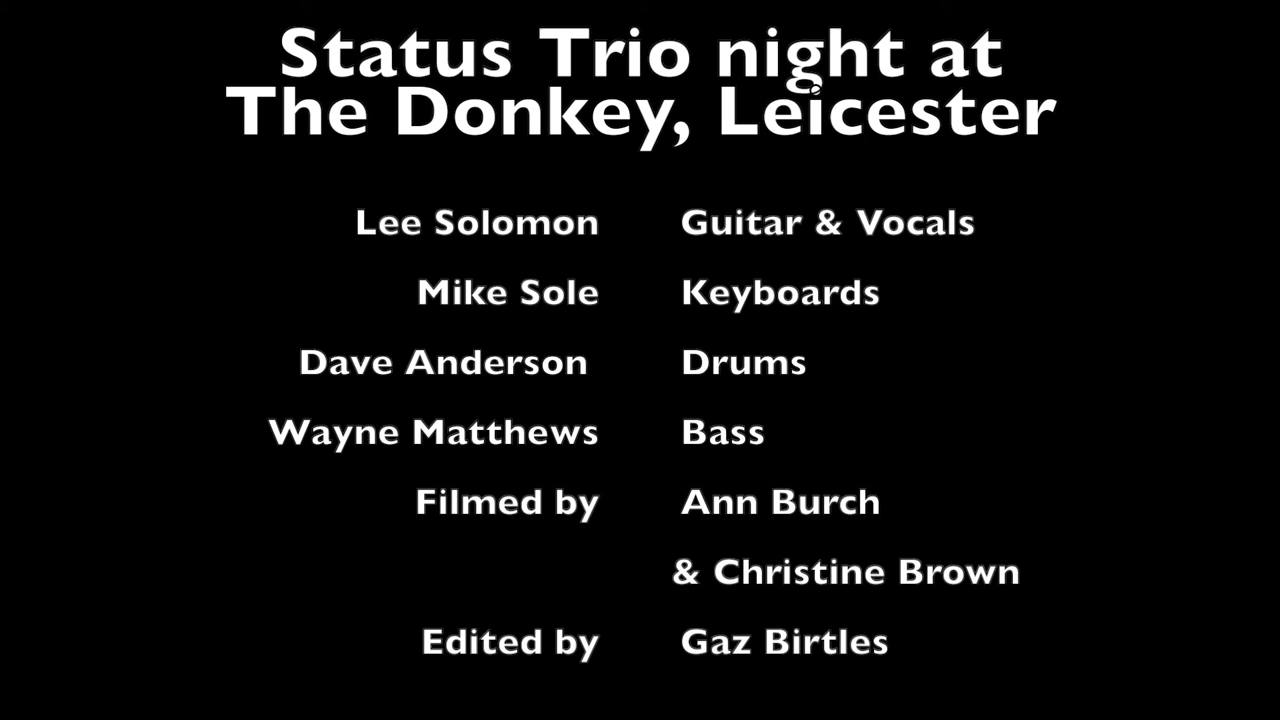 Status Trio night at
The Donkey, Leicester
Lee Solomon Guitar & Vocals
Mike Sole Keyboards
Dave Anderson Drums
Wayne Matthews Bass
Filmed by Ann Burch
& Christine Brown
Edited by Gaz Birtles